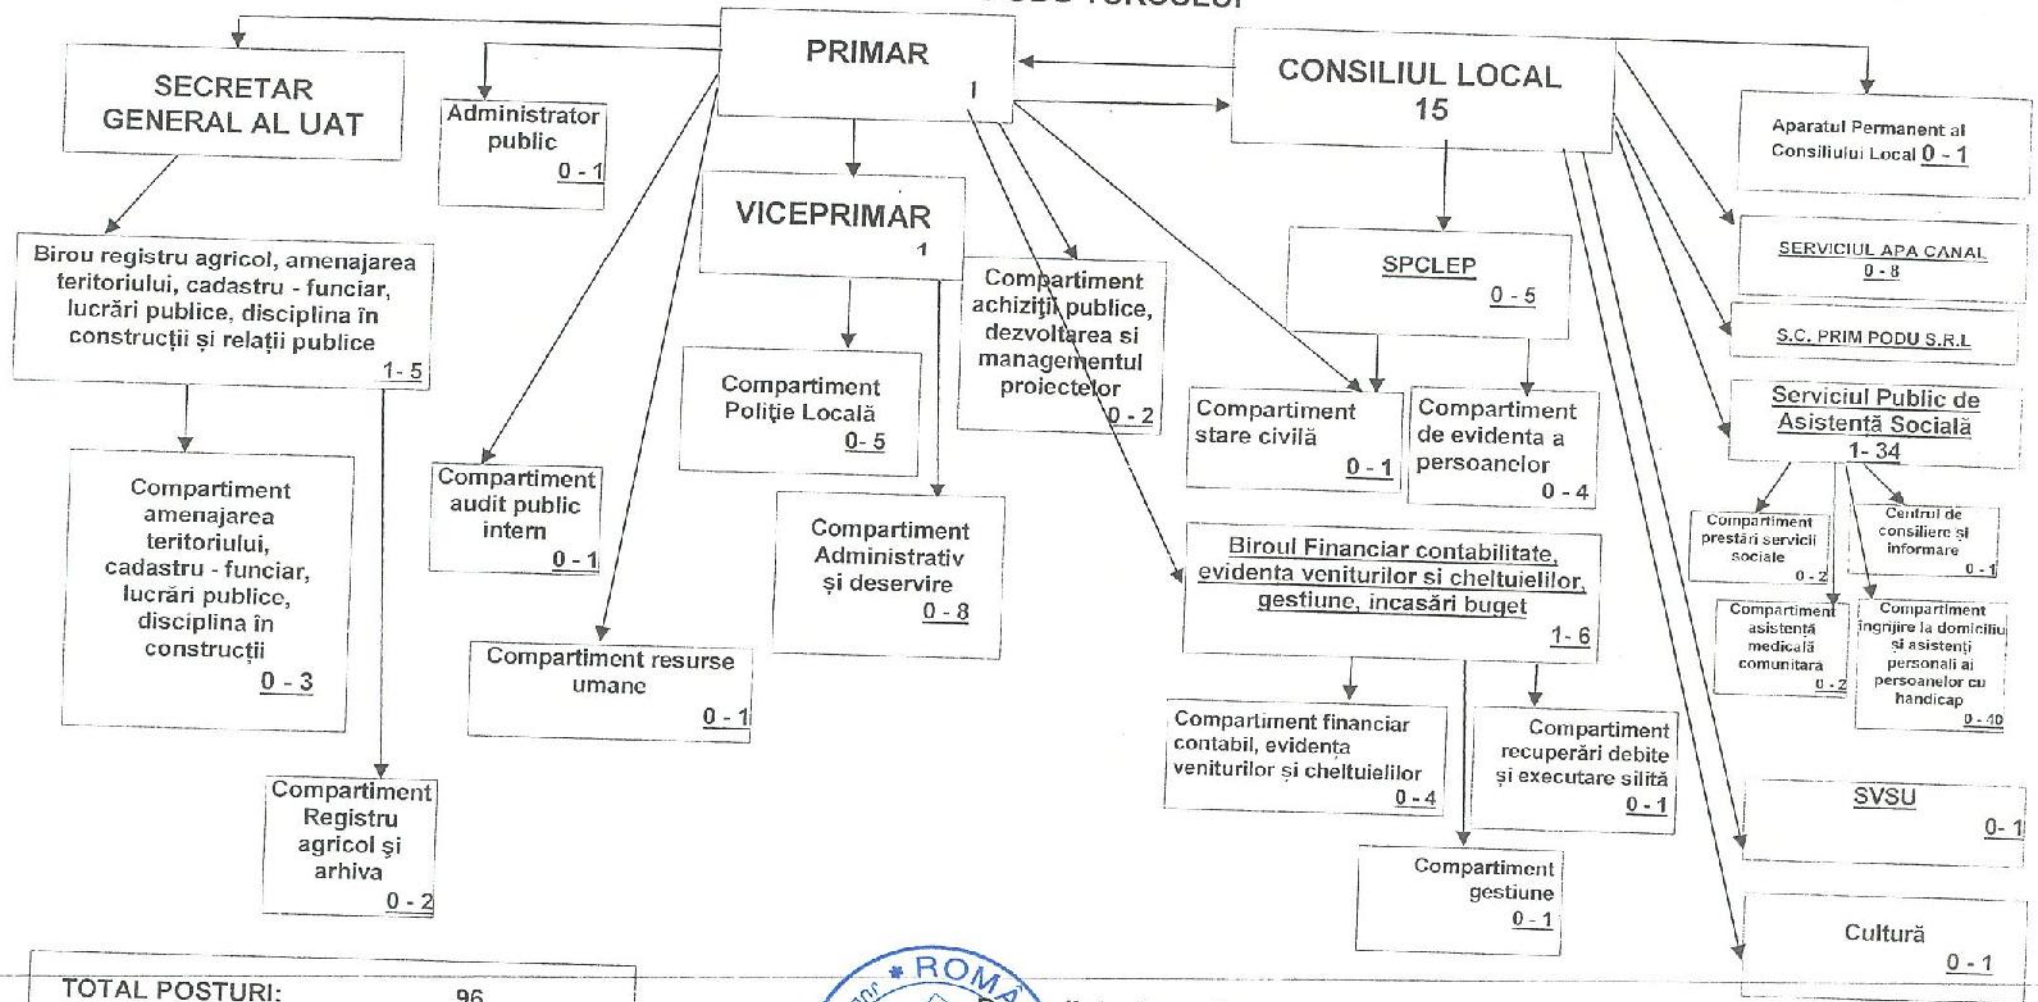 PRIMAR
1
SECRETAR
GENERAL AL UAT
Administrator
public
0 - 1
CONSILIUL LOCAL
15
Aparatul Permanent al
Consiliului Local 0 - 1
VICEPRIMAR
1
Birou registru agricol, amenajarea
teritoriului, cadastru - funciar,
lucrări publice, disciplina în
construcții și relații publice
1- 5
Compartiment
achiziții publice,
dezvoltarea si
managementul
proiectelor
0 - 2
SPCLEP
0 - 5
SERVICIUL APA CANAL
0 - 8
S.C. PRIM PODU S.R.L
Compartiment
Poliţie Locală
0- 5
Compartiment
stare civilă
0 - 1
Compartiment
de evidenta a
persoanelor
0 - 4
Serviciul Public de
Asistență Socială
1- 34
Compartiment
amenajarea
teritoriului,
cadastru - funciar,
lucrări publice,
disciplina în
construcții
0 - 3
Compartiment
audit public
intern
0 - 1
Compartiment
Administrativ
și deservire
0 - 8
Biroul Financiar contabilitate,
evidenta veniturilor si cheltuielilor,
gestiune, incasări buget
1- 6
Compartiment
prestări servicii
sociale
0 - 2
Centrul de
consiliere și
informare
0 - 1
Compartiment
asistență
medicală
comunitară
0 - 2
Compartiment
îngrijire la domiciliu
și asistenți
personali ai
persoanelor cu
handicap
0 - 40
Compartiment resurse
umane
0 - 1
Compartiment financiar
contabil, evidența
veniturilor și cheltuielilor
0 - 4
Compartiment
recuperări debite
și executare silită
0 - 1
Compartiment
Registru
agricol şi
arhiva
0 - 2
SVSU
0- 1
Compartiment
gestiune
0 - 1
Cultură
0 - 1
TOTAL POSTURI: 96
* ROMÂ